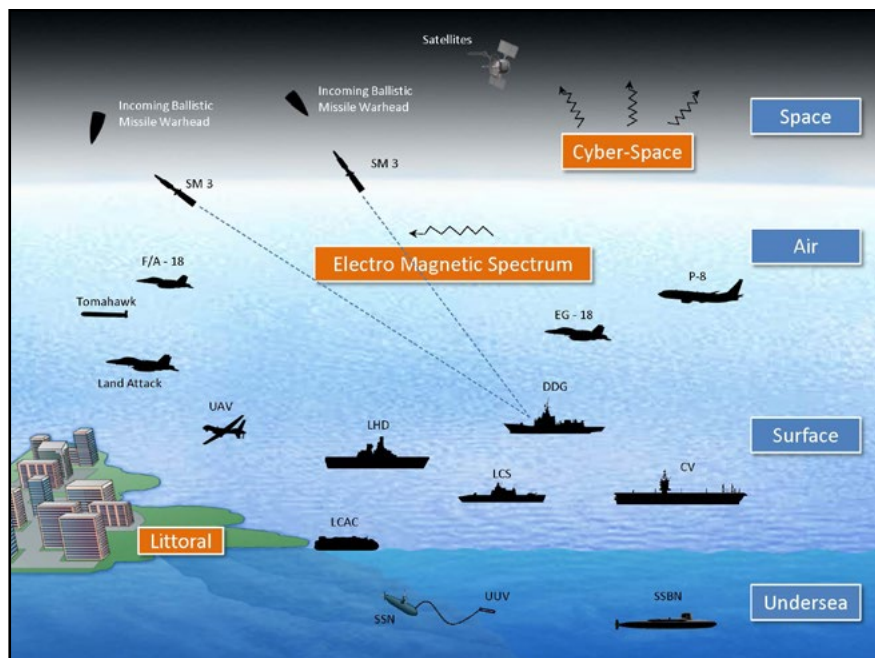 Satellites
Incoming Ballistic
Missile Warhead
Incoming Ballistic
Missile Warhead
Space
Cyber-Space
SM 3
SM 3
Air
Electro Magnetic Spectrum
F/A - 18
P-8
Tomahawk
EG - 18
Land Attack
DDG
UAV
LHD
Surface
LCS
CV
LCAC
Littoral
SSN
UUV
SSBN
Undersea